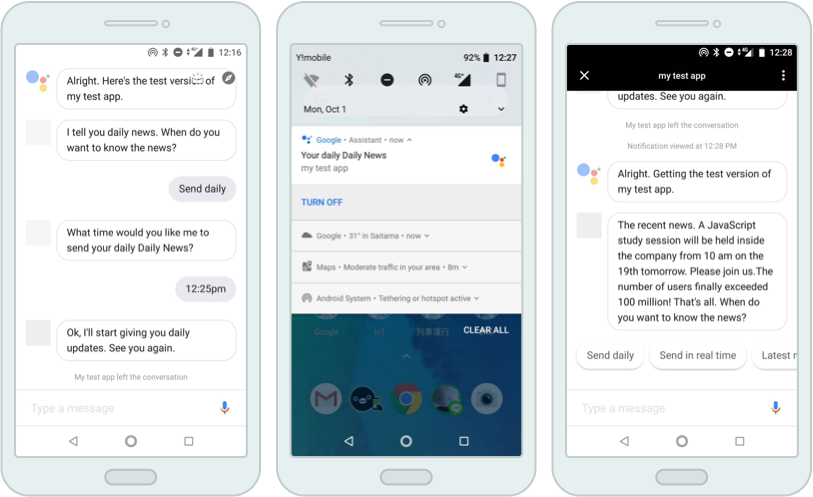 12:16
Alright. Here's the test version of
my test app.
I tell you daily news. When do you
want to know the news?
Send daily
What time would you like me to
send your daily Daily News?
12:25pm
Ok, I'll start giving you daily
updates. See you again.
My test app left the conversation
Type a message
Y!mobile
92% 12:27
4G+
Mon, Oct 1
Google • Assistant • now
Your daily Daily News
my test app
TURN OFF
Google • 31° in Saitama • now
Maps • Moderate traffic in your area • 8m
Android System • Tethering or hotspot active
Google IoT 列車運行
CLEAR ALL
12:28
my test app
updates. See you again.
My test app left the conversation
Notification viewed at 12:28 PM
Alright. Getting the test version of
my test app.
The recent news. A JavaScript
study session will be held inside
the company from 10 am on the
19th tomorrow. Please join us.The
number of users finally exceeded
100 million! That's all. When do
you want to know the news?
Send daily
Send in real time
Latest
Type a message